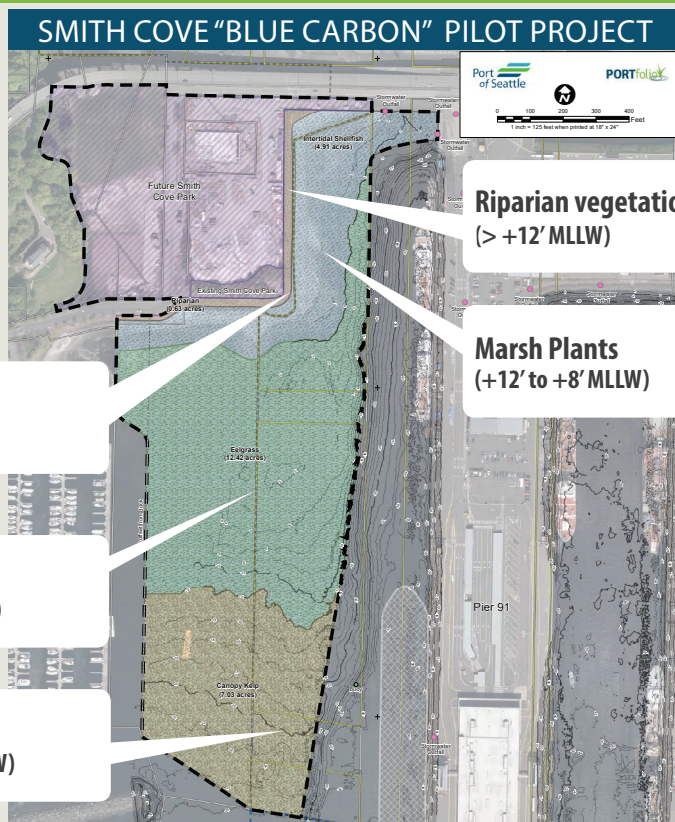 SMITH COVE “BLUE CARBON” PILOT PROJECT
Port
of Seattle
PORTfolio
N
0 100 200 300 400
Feet
1 inch = 125 feet when printed at 18" x 24"
Stormwater
Outfall
Stormwater
Outfall
Stormwater
Outfall
Intertidal Shellfish
(4.91 acres)
Future Smith
Cove Park
Riparian vegetatio
(> +12’ MLLW)
Existing Smith Cove Park
Riparian
(0.63 acres)
Marsh Plants
(+12’ to +8’ MLLW)
Eelgrass
(12.42 acres)
)
Pier 91
Canopy Kelp
(7.03 acres)
W)
Stormwater
Outfall